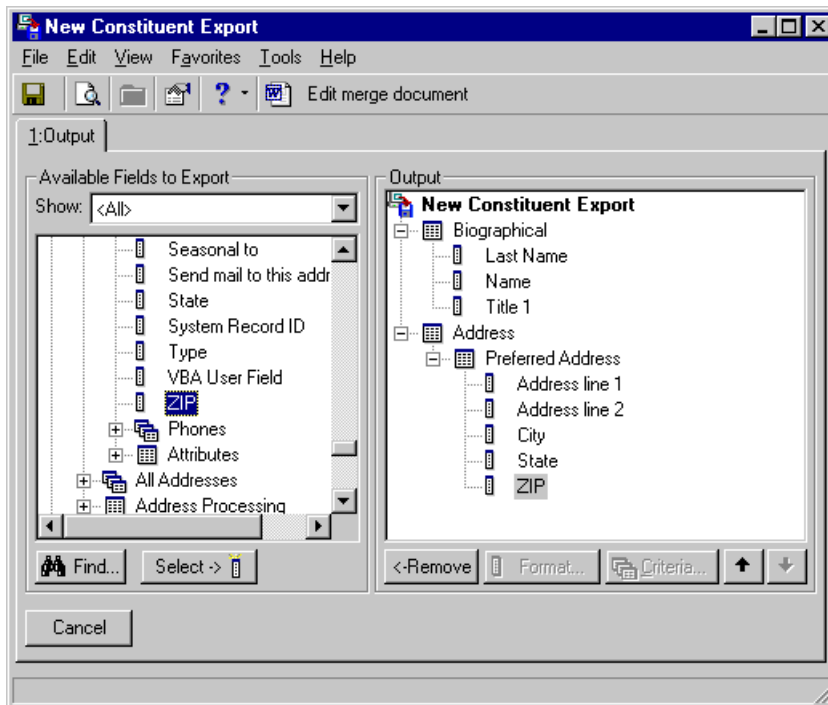 New Constituent Export
File Edit View Favorites Tools Help
? Edit merge document
1:Output
Available Fields to Export
Show: <All>
Seasonal to
Send mail to this addr
State
System Record ID
Type
VBA User Field
ZIP
Phones
Attributes
All Addresses
Address Processing
Find... Select ->
Output
New Constituent Export
Biographical
Last Name
Name
Title 1
Address
Preferred Address
Address line 1
Address line 2
City
State
ZIP
<-Remove Format... Criteria...
Cancel